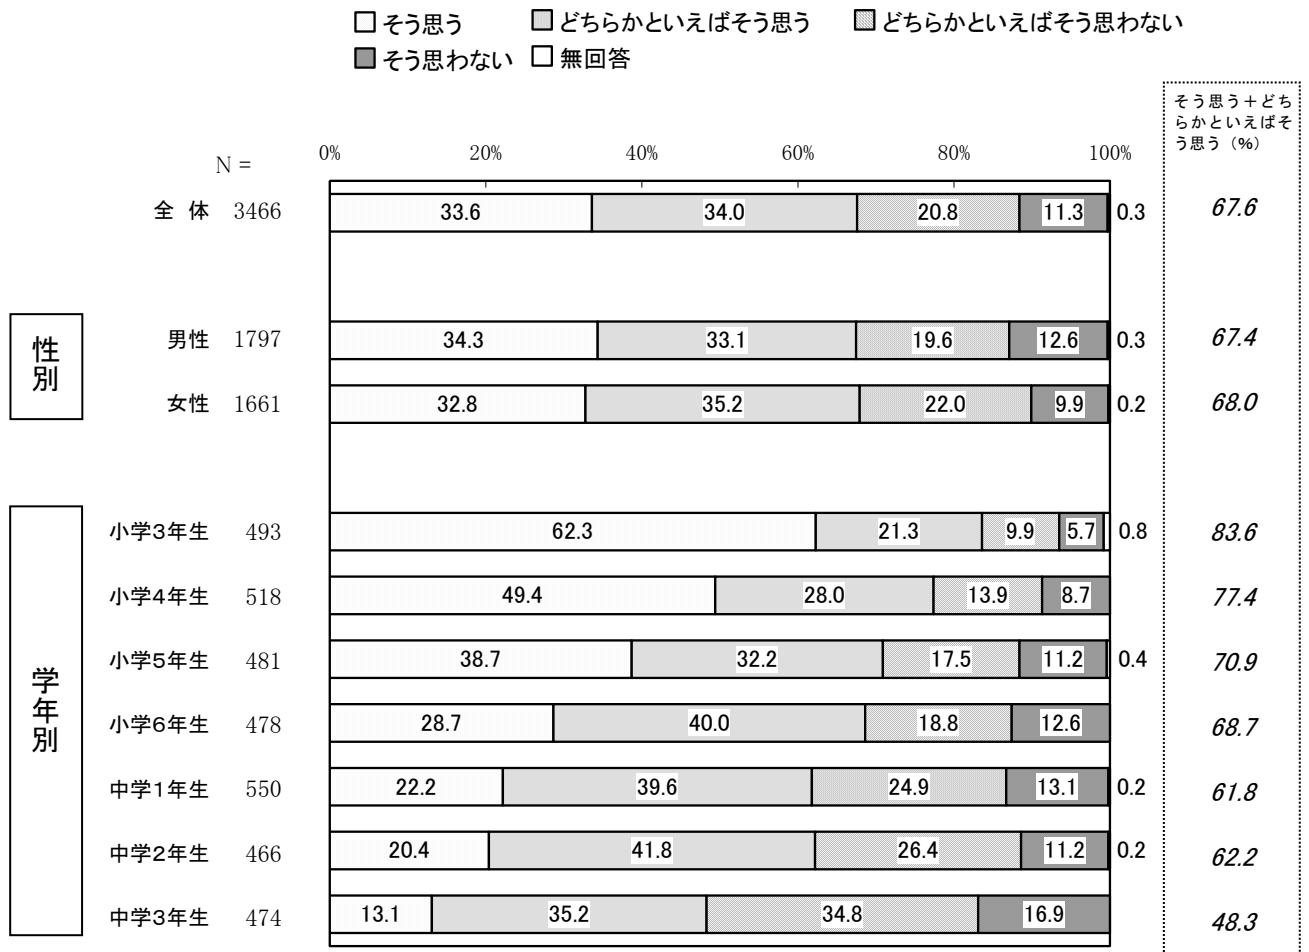 そう思う どちらかといえばそう思う どちらかといえばそう思わない
そう思わない 無回答
そう思う＋どち
らかといえばそ
う思う（％）
N = 0% 20% 40% 60% 80% 100%
全 体 3466 33.6 34.0 20.8 11.3 0.3 67.6
性別
男性 1797 34.3 33.1 19.6 12.6 0.3 67.4
女性 1661 32.8 35.2 22.0 9.9 0.2 68.0
学年別
小学3年生 493 62.3 21.3 9.9 5.7 0.8 83.6
小学4年生 518 49.4 28.0 13.9 8.7 77.4
小学5年生 481 38.7 32.2 17.5 11.2 0.4 70.9
小学6年生 478 28.7 40.0 18.8 12.6 68.7
中学1年生 550 22.2 39.6 24.9 13.1 0.2 61.8
中学2年生 466 20.4 41.8 26.4 11.2 0.2 62.2
中学3年生 474 13.1 35.2 34.8 16.9 48.3